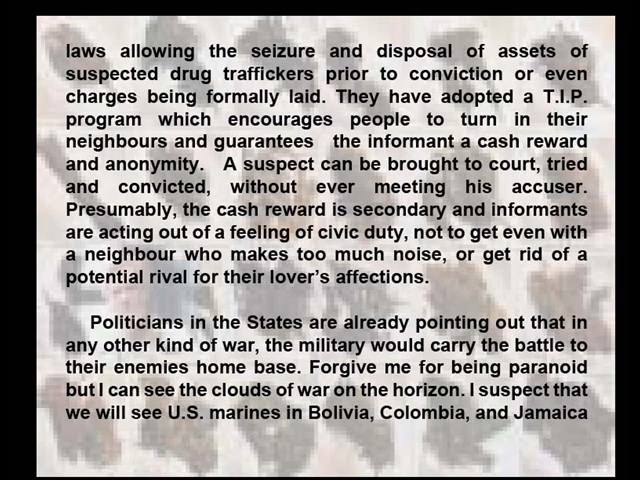 laws allowing the seizure and disposal of assets of
suspected drug traffickers prior to conviction or even
charges being formally laid. They have adopted a T.I.P.
program which encourages people to turn in their
neighbours and guarantees the informant a cash reward
and anonymity. A suspect can be brought to court, tried
and convicted, without ever meeting his accuser.
Presumably, the cash reward is secondary and informants
are acting out of a feeling of civic duty, not to get even with
a neighbour who makes too much noise, or get rid of a
potential rival for their lover's affections.
Politicians in the States are already pointing out that in
any other kind of war, the military would carry the battle to
their enemies home base. Forgive me for being paranoid
but I can see the clouds of war on the horizon. I suspect that
we will see U.S. marines in Bolivia, Colombia, and Jamaica